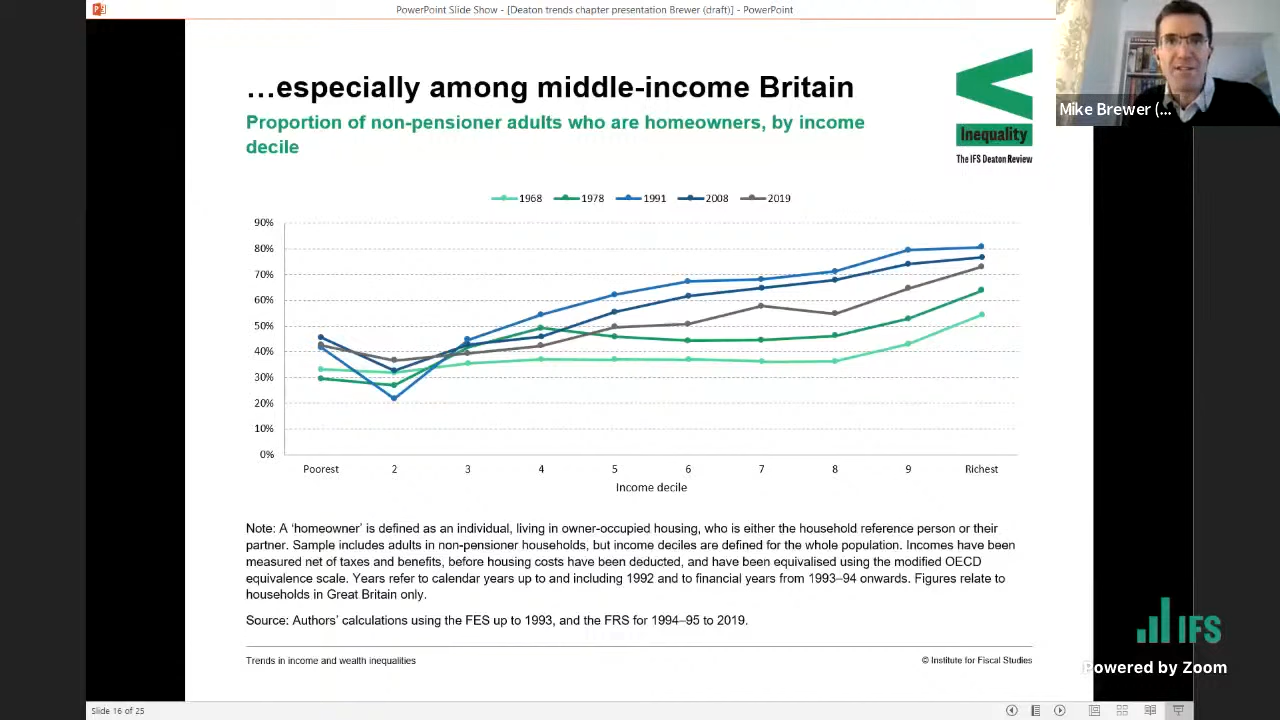 PowerPoint Slide Show - [Deaton trends chapter presentation Brewer (draft)] - PowerPoint
Mike Brewer (...
…especially among middle-income Britain
Proportion of non-pensioner adults who are homeowners, by income
decile
Inequality
The IFS Deaton Review
1968 1978 1991 2008 2019
90%
80%
70%
60%
50%
40%
30%
20%
10%
0%
Poorest 2 3 4 5 6 7 8 9 Richest
Income decile
Note: A ‘homeowner’ is defined as an individual, living in owner-occupied housing, who is either the household reference person or their
partner. Sample includes adults in non-pensioner households, but income deciles are defined for the whole population. Incomes have been
measured net of taxes and benefits, before housing costs have been deducted, and have been equivalised using the modified OECD
equivalence scale. Years refer to calendar years up to and including 1992 and to financial years from 1993–94 onwards. Figures relate to
households in Great Britain only.
Source: Authors’ calculations using the FES up to 1993, and the FRS for 1994–95 to 2019.
Trends in income and wealth inequalities
© Institute for Fiscal Studies
IFS
Powered by Zoom
Slide 16 of 25